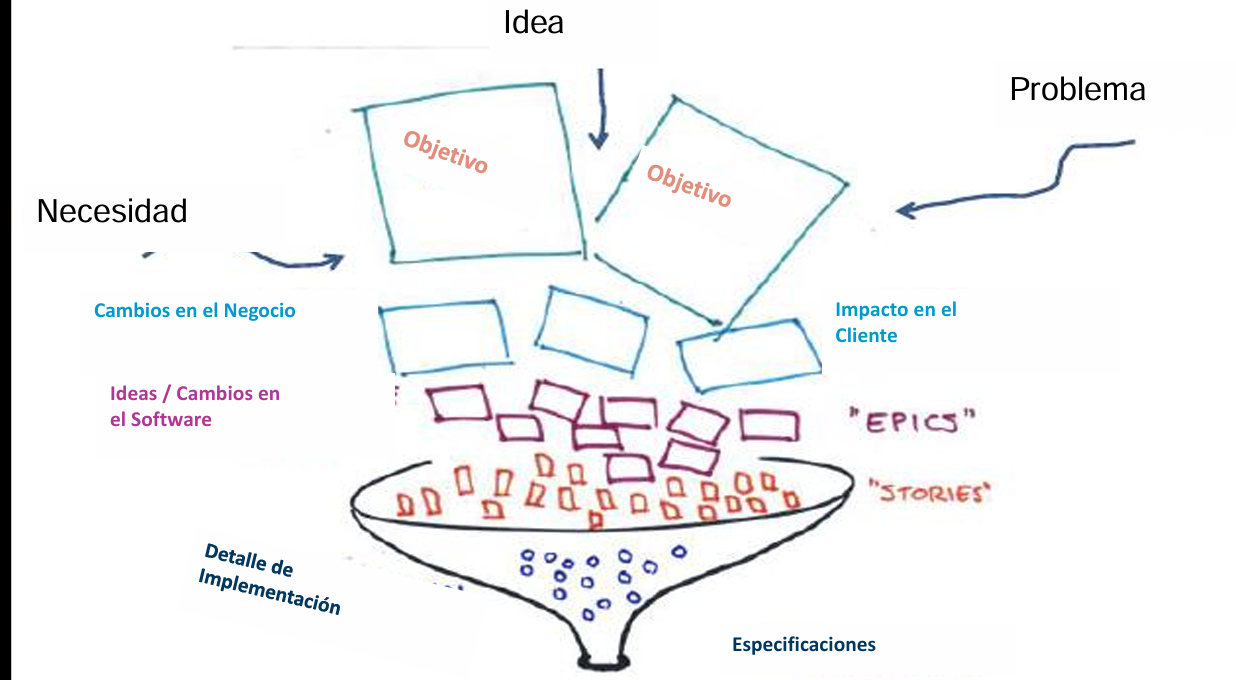 Idea
Problema
Objetivo
Objetivo
Necesidad
Cambios en el Negocio
Impacto en el
Cliente
Ideas / Cambios en
el Software
"EPICS"
"STORIES"
Detalle de
Implementación
Especificaciones